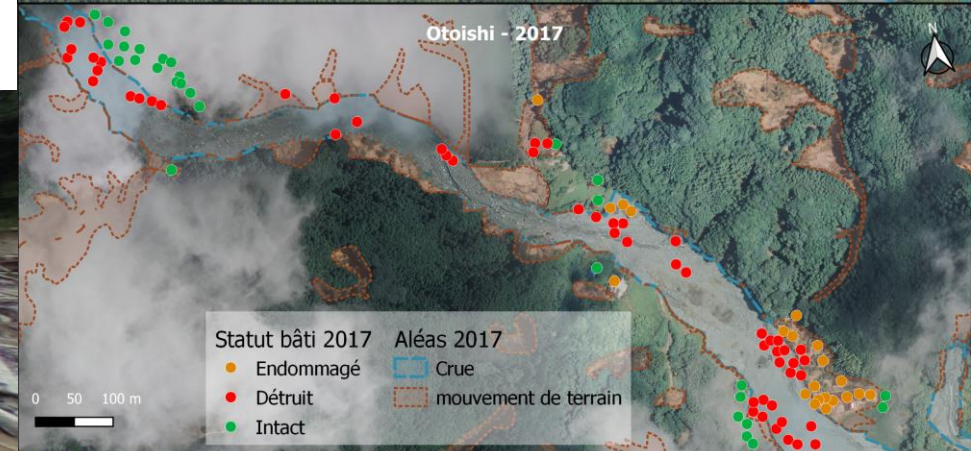 Otoishi - 2017
N
Statut bâti 2017
Endommagé
Détruit
Intact
Aléas 2017
Crue
mouvement de terrain
0 50 100 m